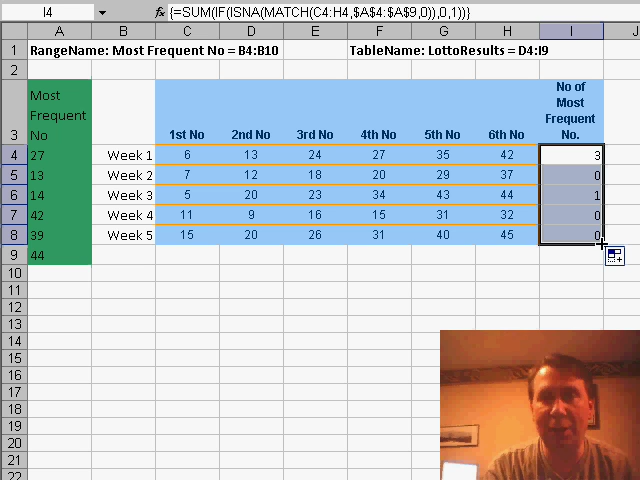 I4 fx {=SUM(IF(ISNA(MATCH(C4:H4,$A$4:$A$9,0)),0,1))}
A B C D E F G H I J
1 RangeName: Most Frequent No = B4:B10 TableName: LottoResults = D4:I9
2
3 Most Frequent No 1st No 2nd No 3rd No 4th No 5th No 6th No No of Most Frequent No.
4 27 Week 1 6 13 24 27 35 42 3
5 13 Week 2 7 12 18 20 29 37 0
6 14 Week 3 5 20 23 34 43 44 1
7 42 Week 4 11 9 16 15 31 32 0
8 39 Week 5 15 20 26 31 40 45 0
9 44
10
11
12
13
14
15
16
17
18
19
20
21
22